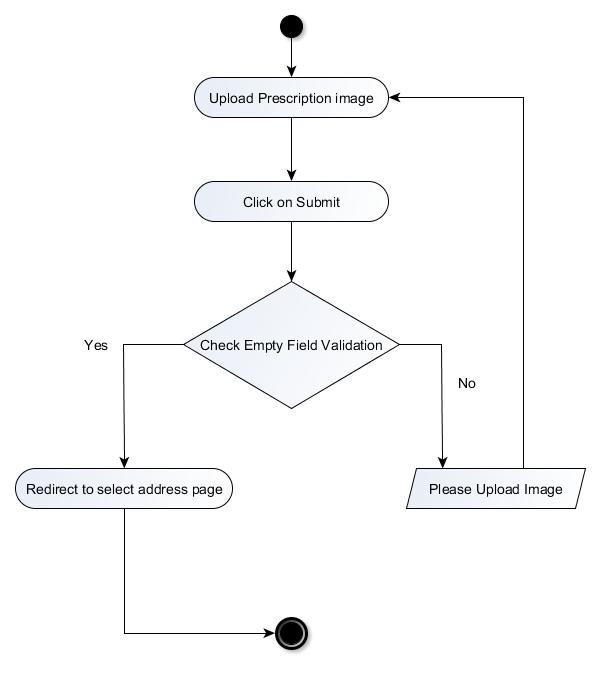 Upload Prescription image
Click on Submit
Check Empty Field Validation
Yes
No
Redirect to select address page
Please Upload Image